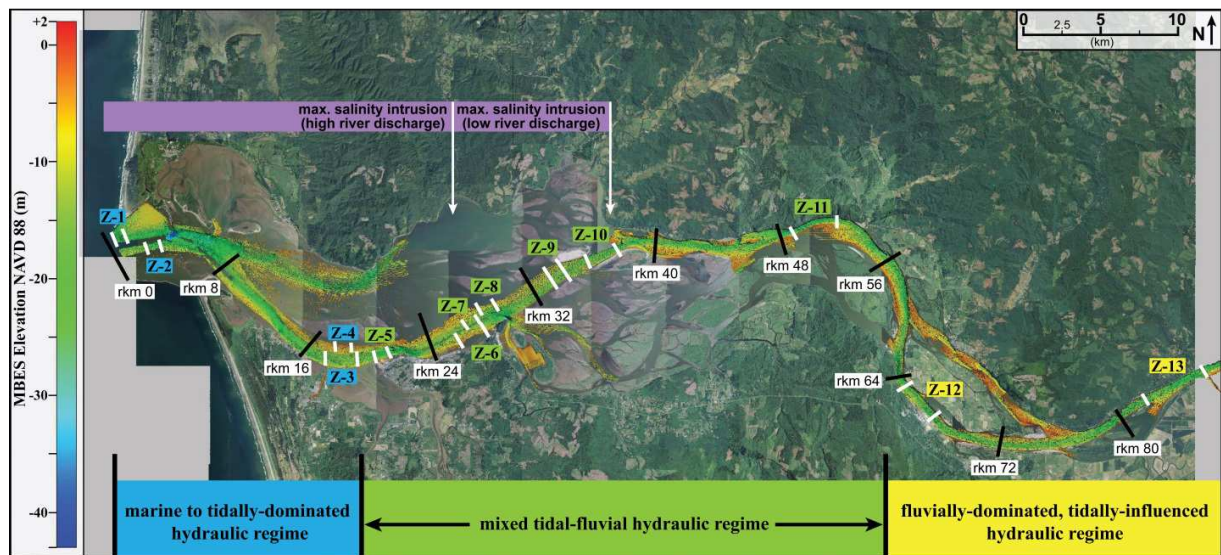 +2
0
-10
-20
-30
-40
MBES Elevation NAVD 88 (m)
0
2.5
5
10
(km)
N
max. salinity intrusion
(high river discharge)
max. salinity intrusion
(low river discharge)
Z-1
Z-2
rkm 0
rkm 8
rkm 16
Z-4
Z-3
Z-5
rkm 24
Z-7
Z-8
Z-6
Z-9
Z-10
rkm 32
rkm 40
rkm 48
Z-11
rkm 56
rkm 64
Z-12
rkm 72
rkm 80
Z-13
marine to tidally-dominated
hydraulic regime
mixed tidal-fluvial hydraulic regime
fluvially-dominated, tidally-influenced
hydraulic regime